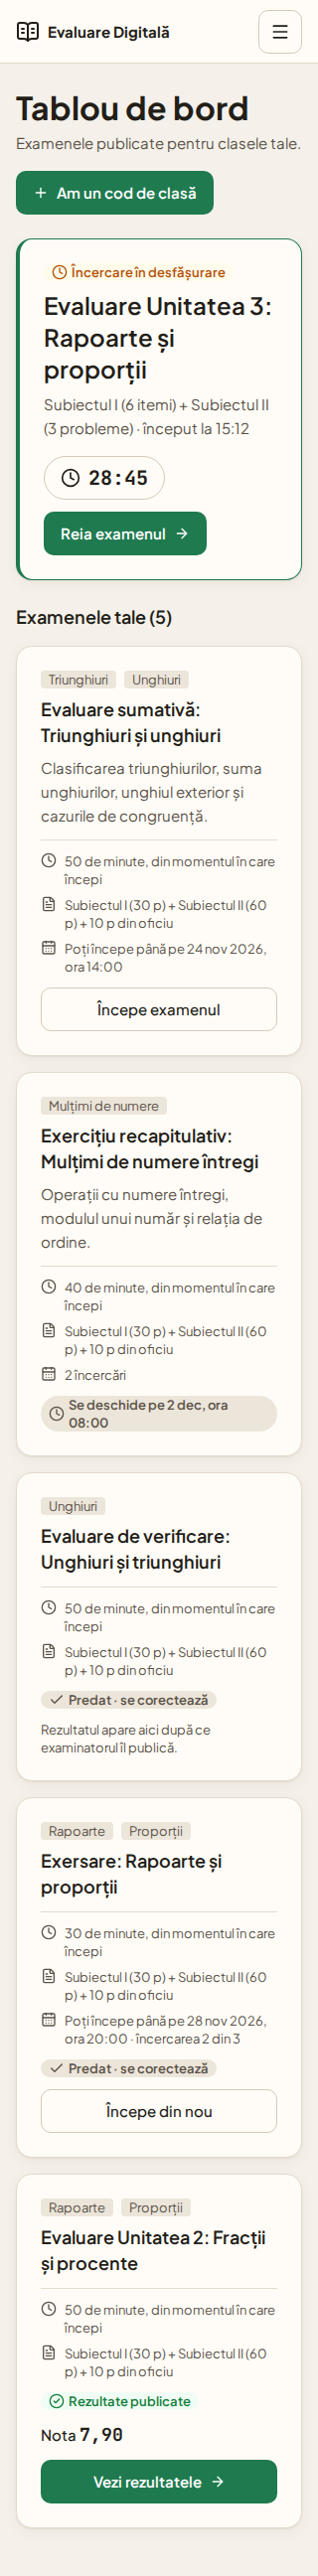 Evaluare Digitală
Tablou de bord
Examenele publicate pentru clasele tale.
Am un cod de clasă
Încercare în desfășurare
Evaluare Unitatea 3:
Rapoarte și
proporții
Subiectul I (6 itemi) + Subiectul II
(3 probleme) · început la 15:12
28:45
Reia examenul
Examenele tale (5)
Triunghiuri Unghiuri
Evaluare sumativă:
Triunghiuri și unghiuri
Clasificarea triunghiurilor, suma
unghiurilor, unghiul exterior și
cazurile de congruență.
50 de minute, din momentul în care
începi
Subiectul I (30 p) + Subiectul II (60
p) + 10 p din oficiu
Poți începe până pe 24 nov 2026,
ora 14:00
Începe examenul
Mulțimi de numere
Exercițiu recapitulativ:
Mulțimi de numere întregi
Operații cu numere întregi,
modulul unui număr și relația de
ordine.
40 de minute, din momentul în care
începi
Subiectul I (30 p) + Subiectul II (60
p) + 10 p din oficiu
2 încercări
Se deschide pe 2 dec, ora
08:00
Unghiuri
Evaluare de verificare:
Unghiuri și triunghiuri
50 de minute, din momentul în care
începi
Subiectul I (30 p) + Subiectul II (60
p) + 10 p din oficiu
Predat · se corectează
Rezultatul apare aici după ce
examinatorul îl publică.
Rapoarte Proporții
Exersare: Rapoarte și
proporții
30 de minute, din momentul în care
începi
Subiectul I (30 p) + Subiectul II (60
p) + 10 p din oficiu
Poți începe până pe 28 nov 2026,
ora 20:00 · încercarea 2 din 3
Predat · se corectează
Începe din nou
Rapoarte Proporții
Evaluare Unitatea 2: Fracții
și procente
50 de minute, din momentul în care
începi
Subiectul I (30 p) + Subiectul II (60
p) + 10 p din oficiu
Rezultate publicate
Nota 7,90
Vezi rezultatele